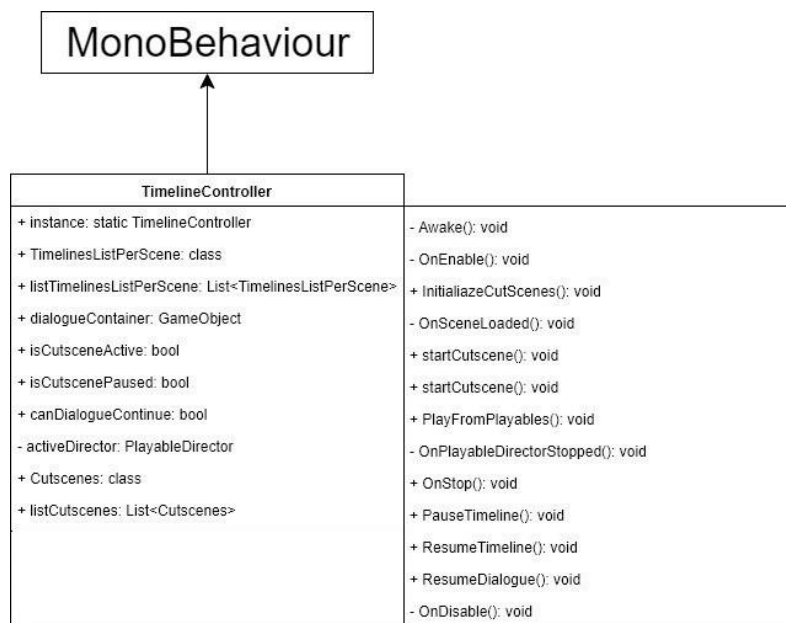 MonoBehaviour
TimelineController
+ instance: static TimelineController
+ TimelinesListPerScene: class
+ listTimelinesListPerScene: List<TimelinesListPerScene>
+ dialogueContainer: GameObject
+ isCutsceneActive: bool
+ isCutscenePaused: bool
+ canDialogueContinue: bool
- activeDirector: PlayableDirector
+ Cutscenes: class
+ listCutscenes: List<Cutscenes>
- Awake(): void
- OnEnable(): void
+ InitialiazeCutScenes(): void
- OnSceneLoaded(): void
+ startCutscene(): void
+ startCutscene(): void
+ PlayFromPlayables(): void
- OnPlayableDirectorStopped(): void
+ OnStop(): void
+ PauseTimeline(): void
+ ResumeTimeline(): void
+ ResumeDialogue(): void
- OnDisable(): void